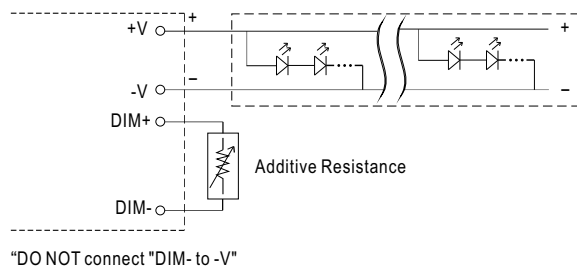 +V
+
+
-V
−
−
DIM+
Additive Resistance
DIM-
“DO NOT connect "DIM- to -V"